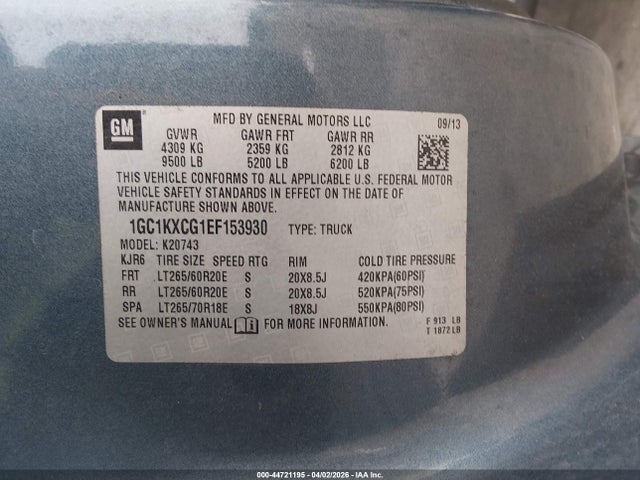 GM
MFD BY GENERAL MOTORS LLC 09/13
GVWR GAWR FRT GAWR RR
4309 KG 2359 KG 2812 KG
9500 LB 5200 LB 6200 LB
THIS VEHICLE CONFORMS TO ALL APPLICABLE U.S. FEDERAL MOTOR
VEHICLE SAFETY STANDARDS IN EFFECT ON THE DATE OF
MANUFACTURE SHOWN ABOVE.
1GC1KXCG1EF153930 TYPE: TRUCK
MODEL: K20743
KJR6 TIRE SIZE SPEED RTG RIM COLD TIRE PRESSURE
FRT LT265/60R20E S 20X8.5J 420KPA(60PSI)
RR LT265/60R20E S 20X8.5J 520KPA(75PSI)
SPA LT265/70R18E S 18X8J 550KPA(80PSI)
SEE OWNER'S MANUAL FOR MORE INFORMATION. F 913 LB
T 1872 LB
000-44721195 - 04/02/2026 - IAA Inc.